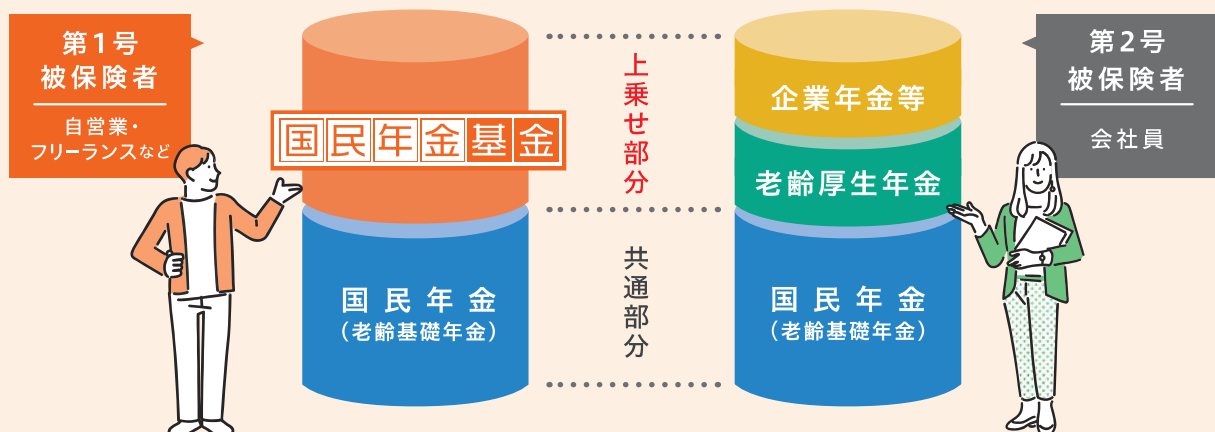 第1号
被保険者
自営業・
フリーランスなど
国民年金基金
国民年金
（老齢基礎年金）
上乗せ部分
共通部分
企業年金等
老齢厚生年金
国民年金
（老齢基礎年金）
第2号
被保険者
会社員